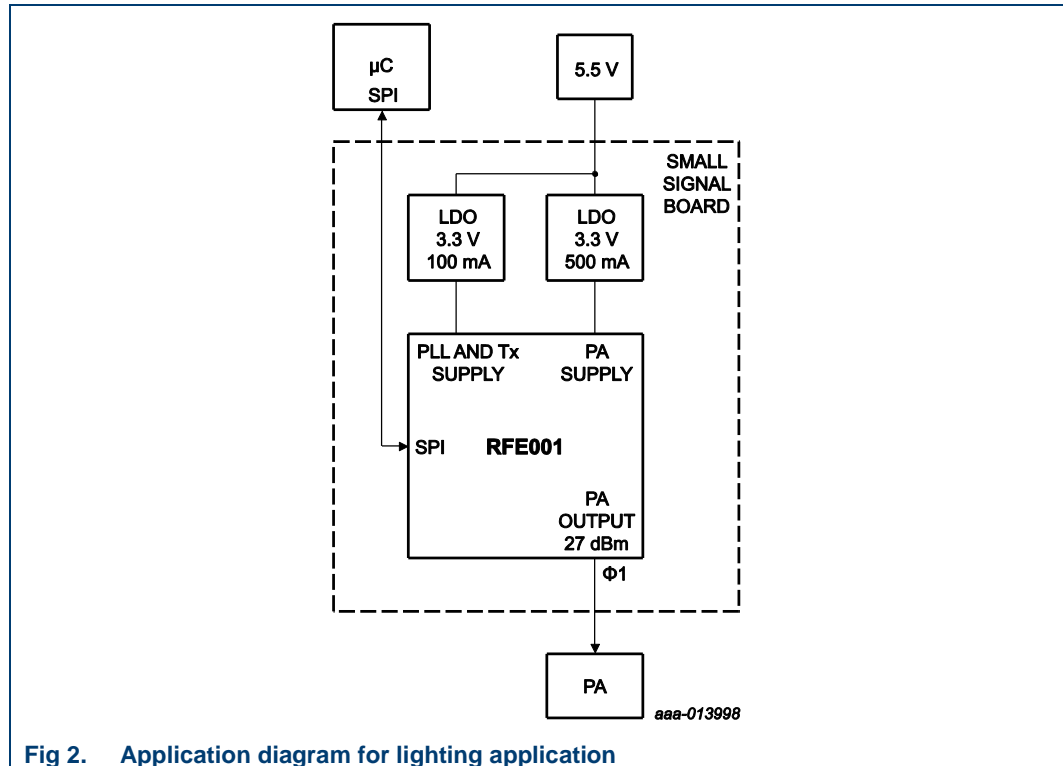 µC
SPI
5.5 V
SMALL
SIGNAL
BOARD
LDO
3.3 V
100 mA
LDO
3.3 V
500 mA
PLL AND Tx
SUPPLY
PA
SUPPLY
SPI
RFE001
PA
OUTPUT
27 dBm
Φ1
PA
aaa-013998
Fig 2. Application diagram for lighting application